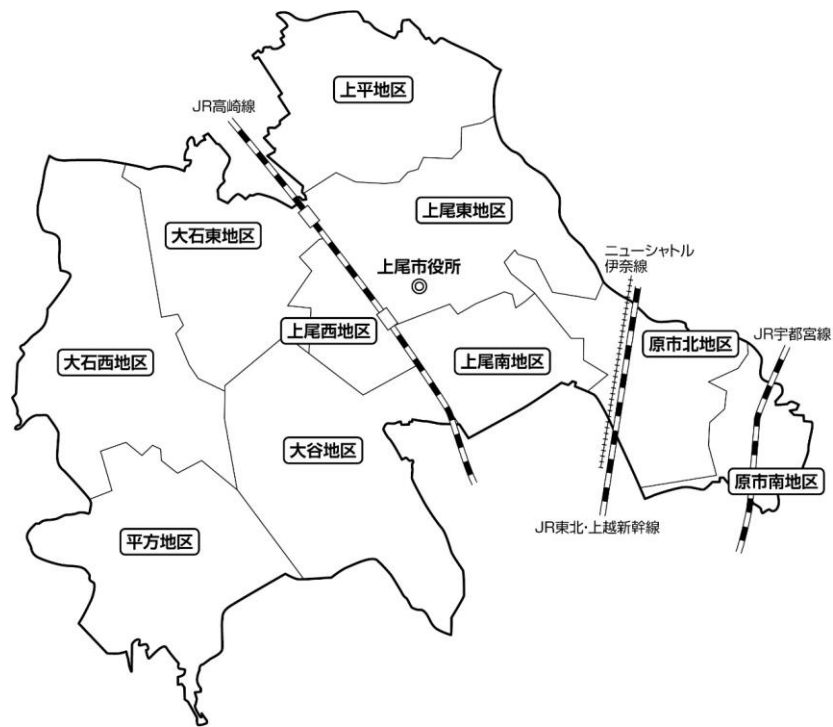 上平地区
JR高崎線
上尾東地区
大石東地区
ニューシャトル
伊奈線
上尾市役所
上尾西地区
JR宇都宮線
原市北地区
大石西地区
上尾南地区
大谷地区
原市南地区
JR東北・上越新幹線
平方地区